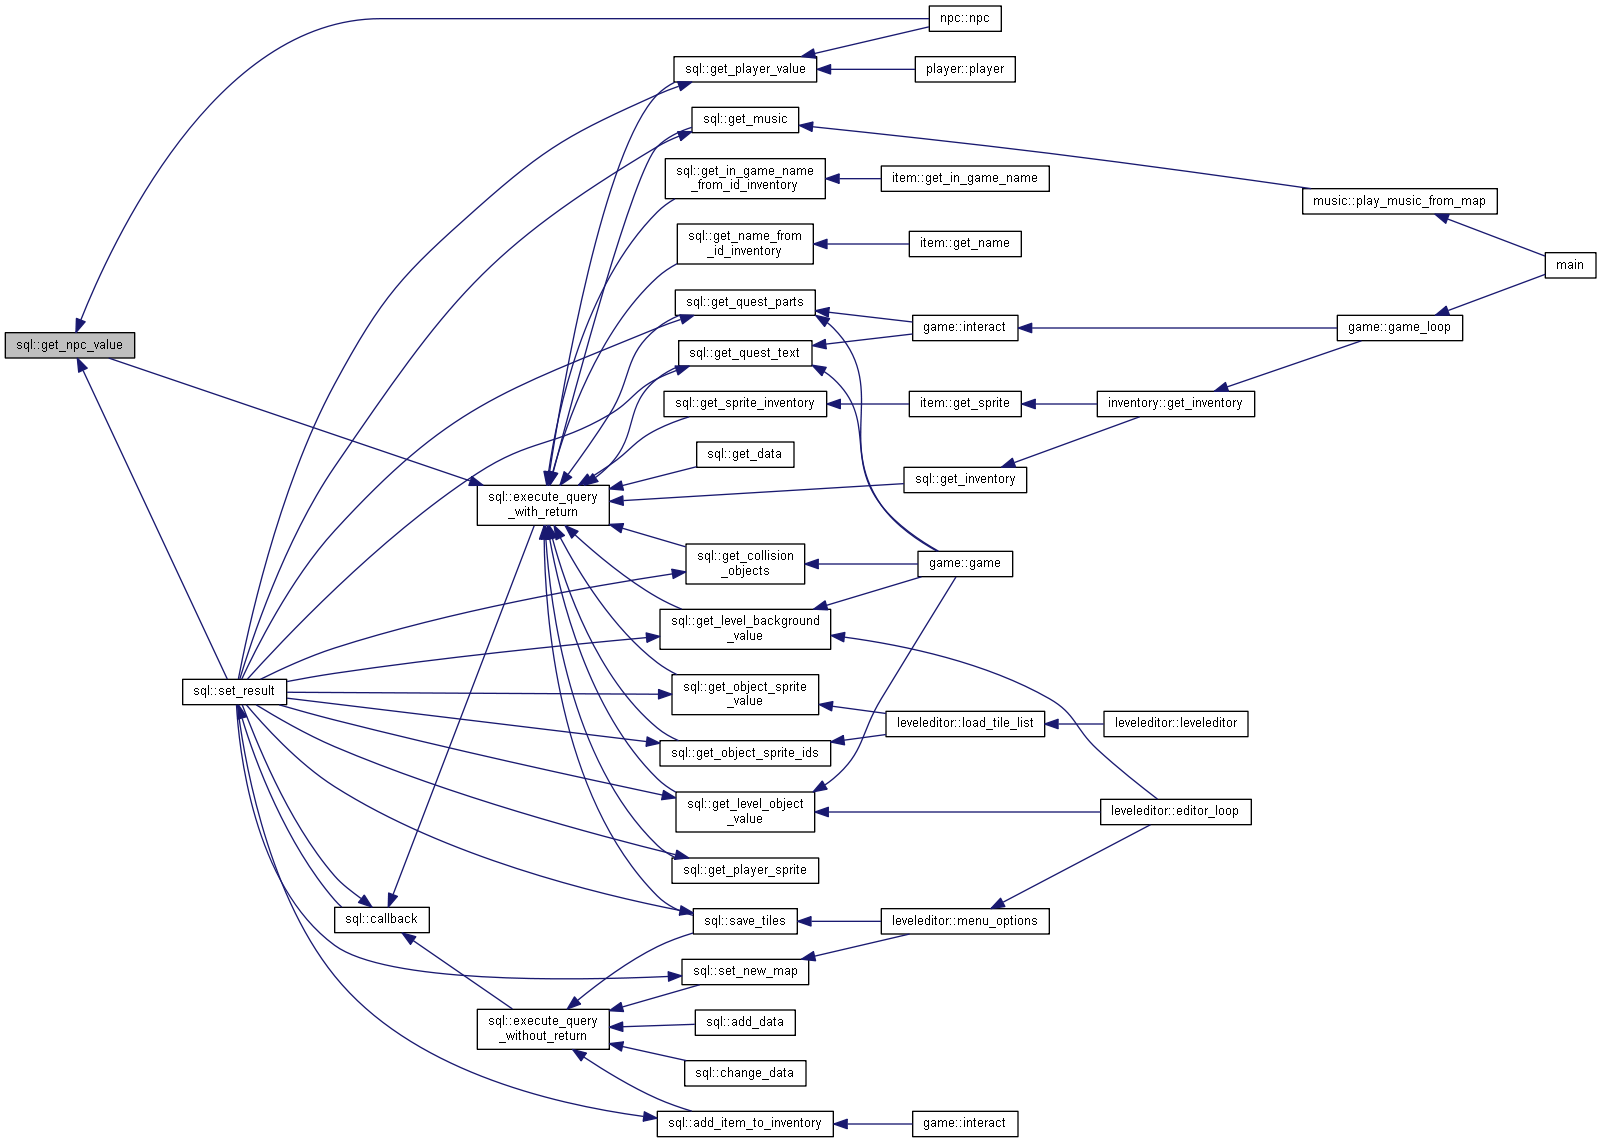 npc::npc
sql::get_player_value
player::player
sql::get_music
sql::get_in_game_name
_from_id_inventory
item::get_in_game_name
music::play_music_from_map
sql::get_name_from
_id_inventory
item::get_name
main
sql::get_quest_parts
game::interact
game::game_loop
sql::get_npc_value
sql::get_quest_text
sql::get_sprite_inventory
item::get_sprite
inventory::get_inventory
sql::get_data
sql::get_inventory
sql::execute_query
_with_return
sql::get_collision
_objects
game::game
sql::get_level_background
_value
sql::set_result
sql::get_object_sprite
_value
leveleditor::load_tile_list
leveleditor::leveleditor
sql::get_object_sprite_ids
sql::get_level_object
_value
leveleditor::editor_loop
sql::get_player_sprite
sql::callback
sql::save_tiles
leveleditor::menu_options
sql::set_new_map
sql::execute_query
_without_return
sql::add_data
sql::change_data
sql::add_item_to_inventory
game::interact